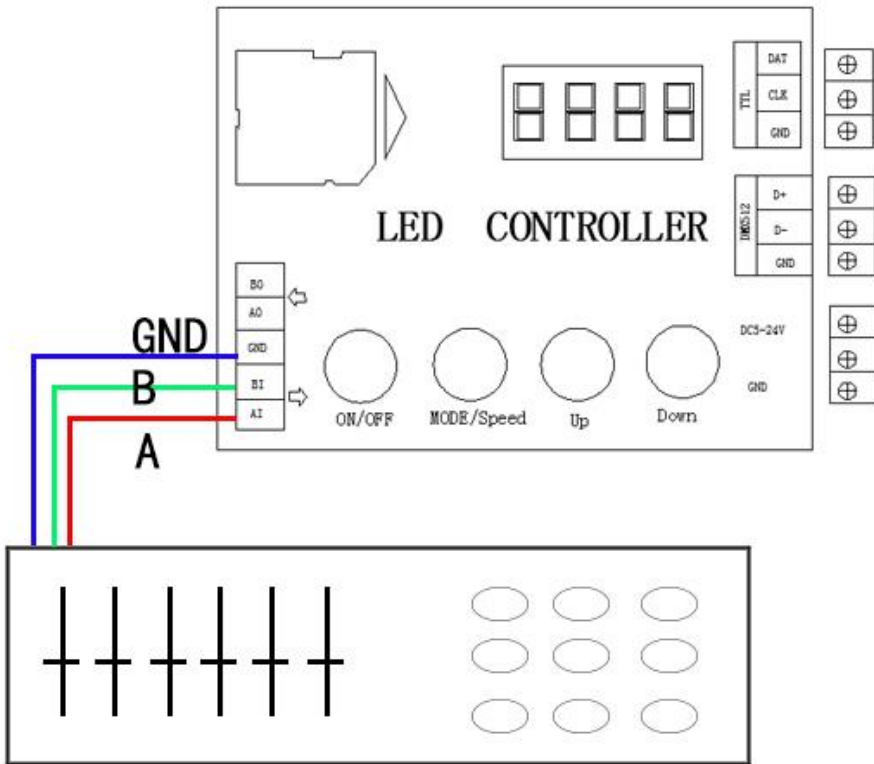 TTL
DAT
CLK
GND
DMX512
D+
D-
GND
LED CONTROLLER
BO
AO
GND
BI
AI
GND
B
A
DC5-24V
GND
ON/OFF
MODE/Speed
Up
Down